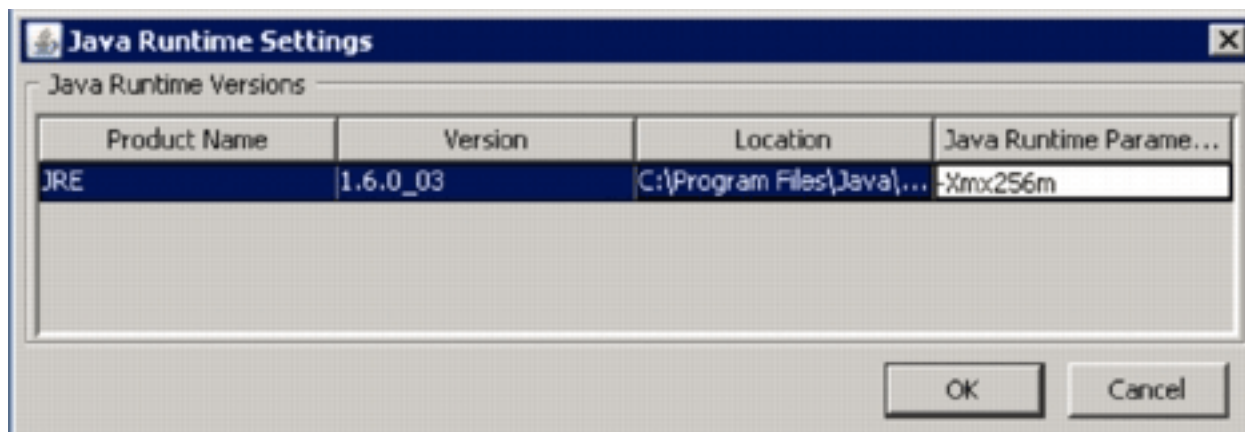 Java Runtime Settings
Java Runtime Versions
Product Name Version Location Java Runtime Parame...
JRE 1.6.0_03 C:\Program Files\Java\... -Xmx256m
OK Cancel